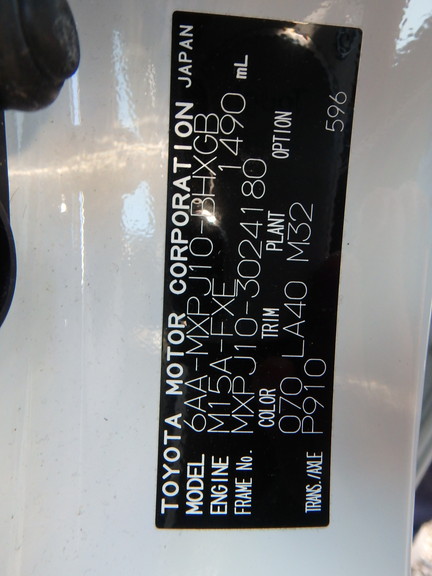 TOYOTA MOTOR CORPORATION JAPAN
MODEL 6AA-MXPJ10-BHXGB
ENGINE M15A-FXE 1490 mL
FRAME No. MXPJ10-3024180
COLOR TRIM PLANT OPTION
070 LA40 M32
TRANS./AXLE P910
596